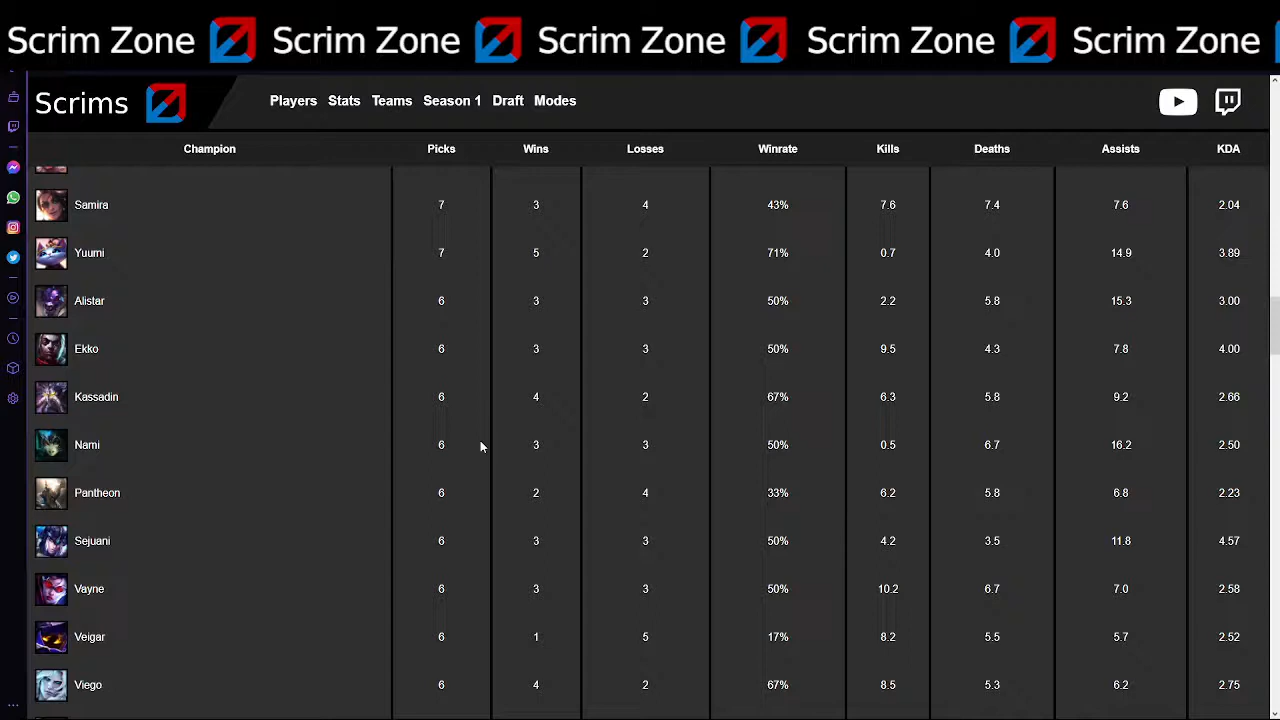 Scrim Zone Scrim Zone Scrim Zone Scrim Zone Scrim Zone
Scrims Players Stats Teams Season 1 Draft Modes
Champion Picks Wins Losses Winrate Kills Deaths Assists KDA
Samira 7 3 4 43% 7.6 7.4 7.6 2.04
Yuumi 7 5 2 71% 0.7 4.0 14.9 3.89
Alistar 6 3 3 50% 2.2 5.8 15.3 3.00
Ekko 6 3 3 50% 9.5 4.3 7.8 4.00
Kassadin 6 4 2 67% 6.3 5.8 9.2 2.66
Nami 6 3 3 50% 0.5 6.7 16.2 2.50
Pantheon 6 2 4 33% 6.2 5.8 6.8 2.23
Sejuani 6 3 3 50% 4.2 3.5 11.8 4.57
Vayne 6 3 3 50% 10.2 6.7 7.0 2.58
Veigar 6 1 5 17% 8.2 5.5 5.7 2.52
Viego 6 4 2 67% 8.5 5.3 6.2 2.75